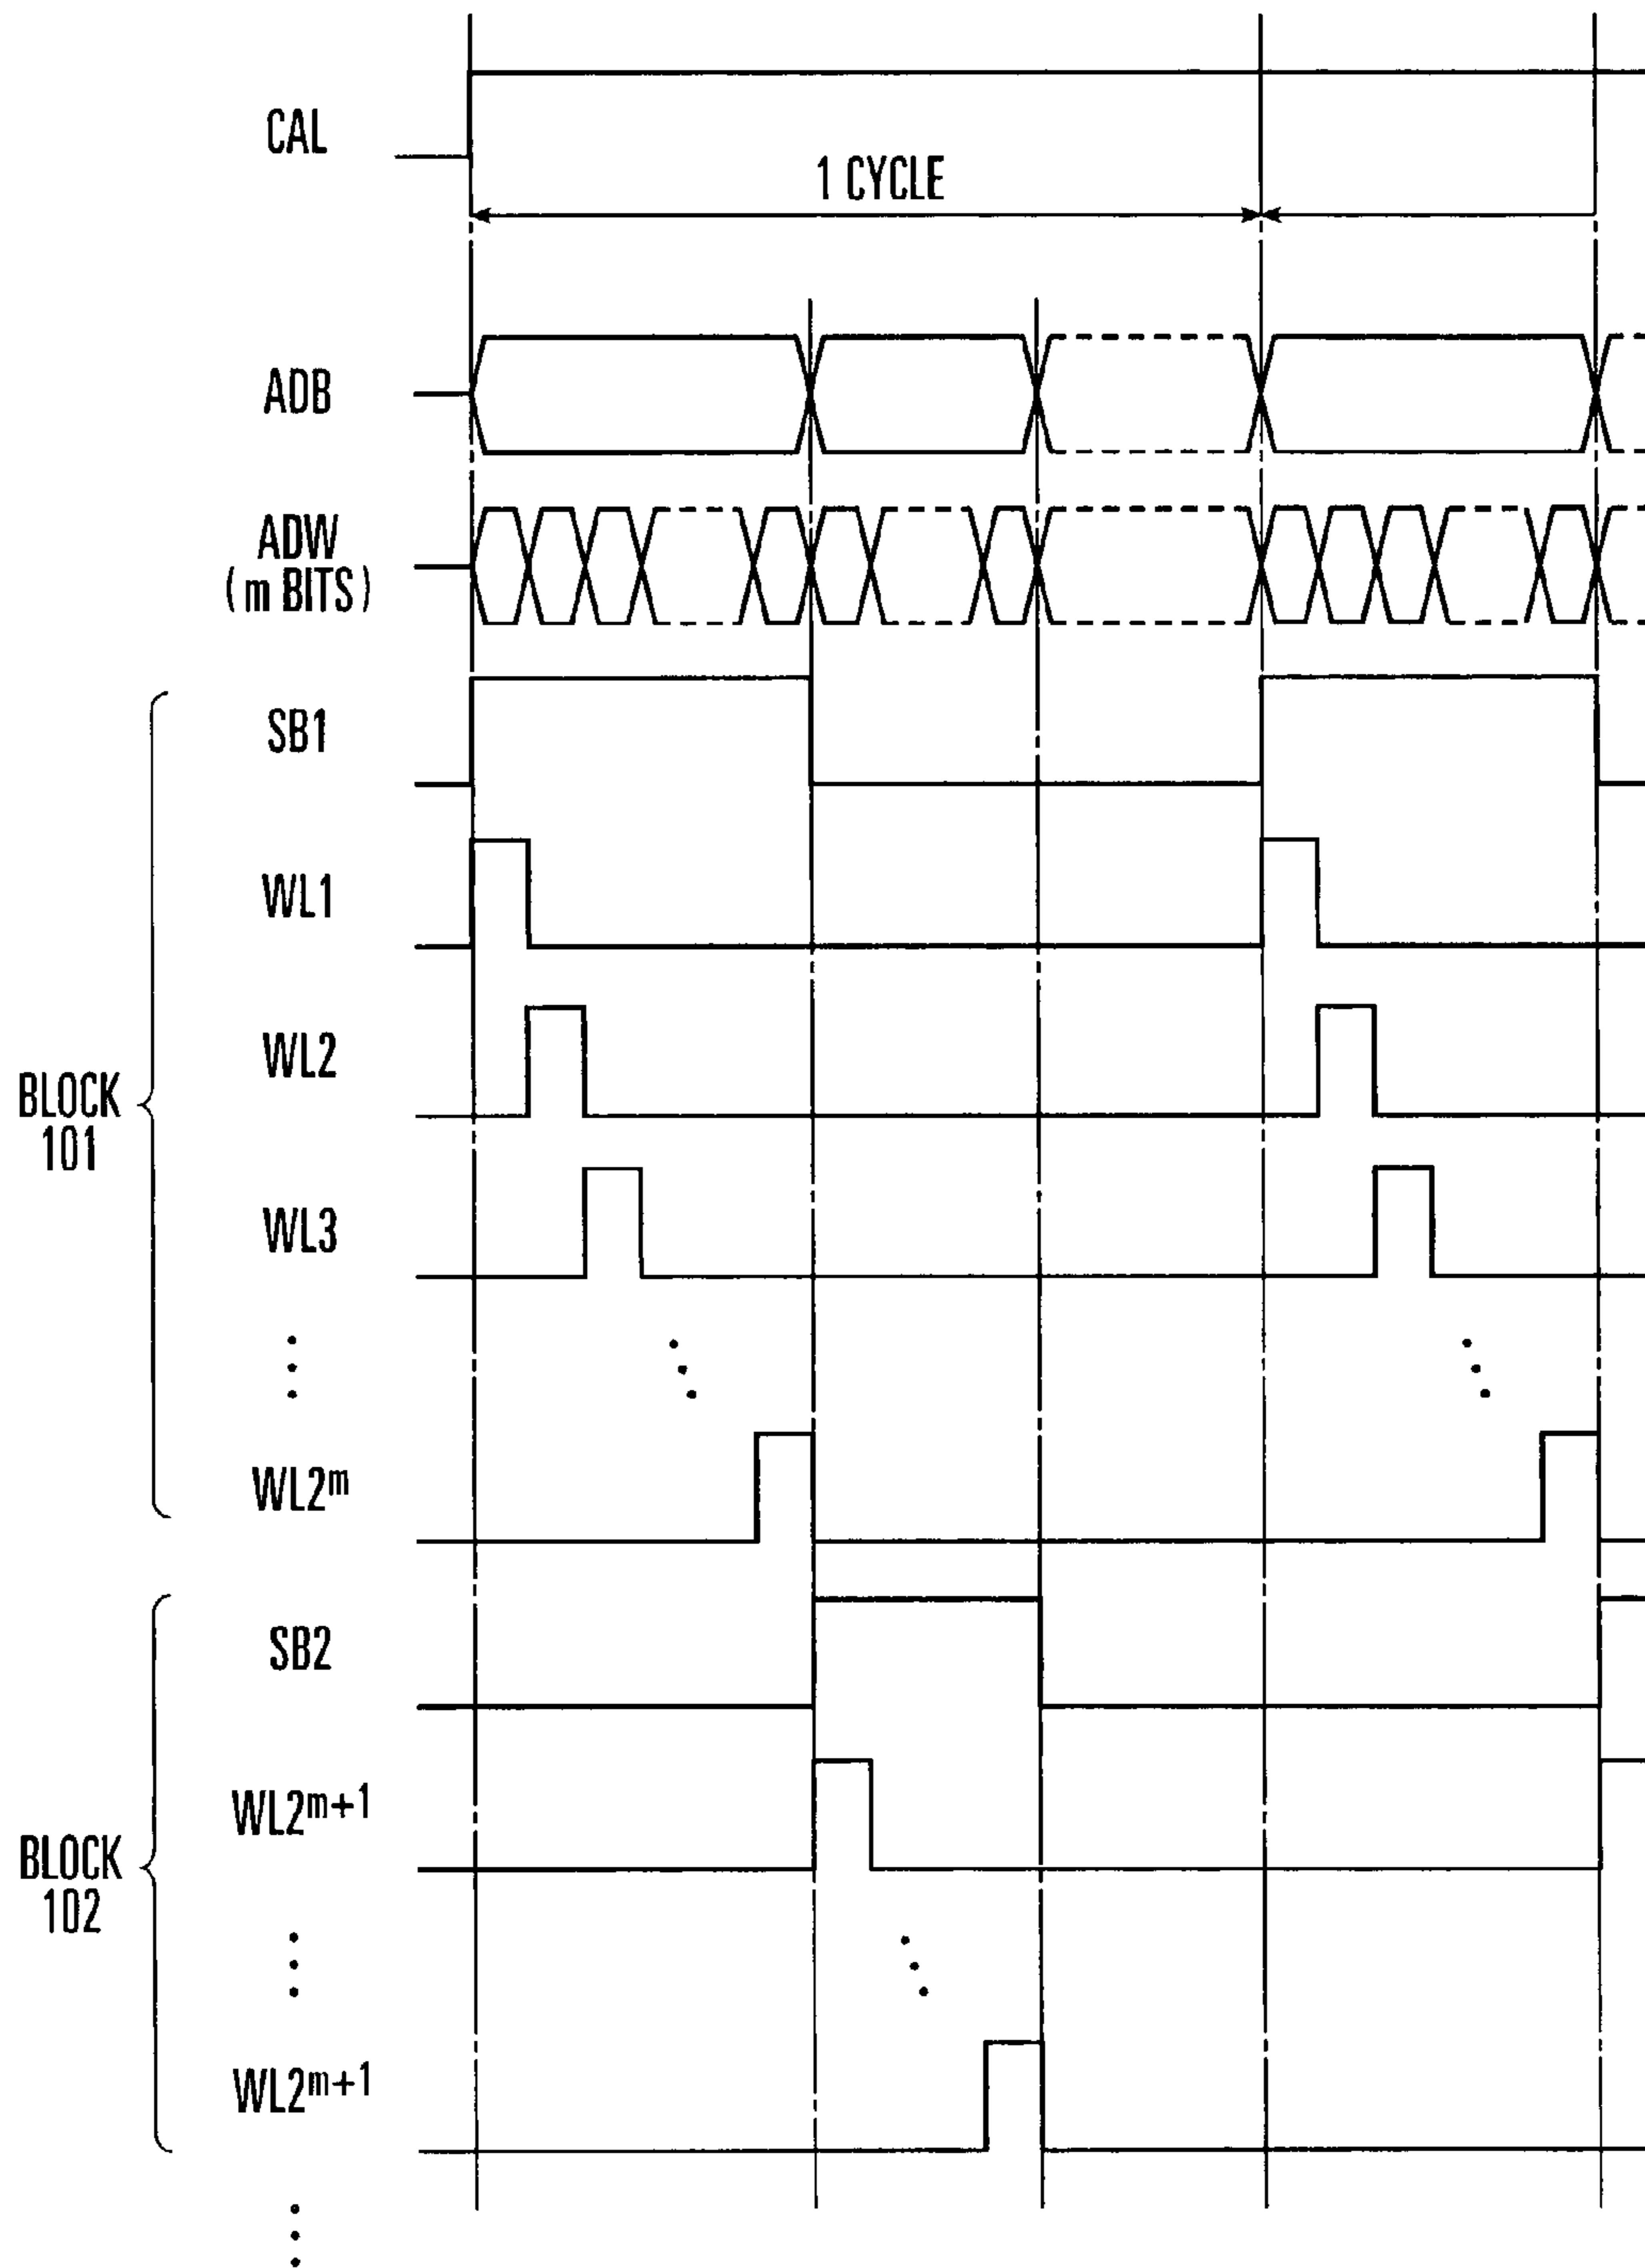 CAL
1 CYCLE
ADB
ADW
(m BITS)
SB1
WL1
WL2
BLOCK
101
WL3
WL2ᵐ
SB2
WL2ᵐ⁺¹
BLOCK
102
WL2ᵐ⁺¹